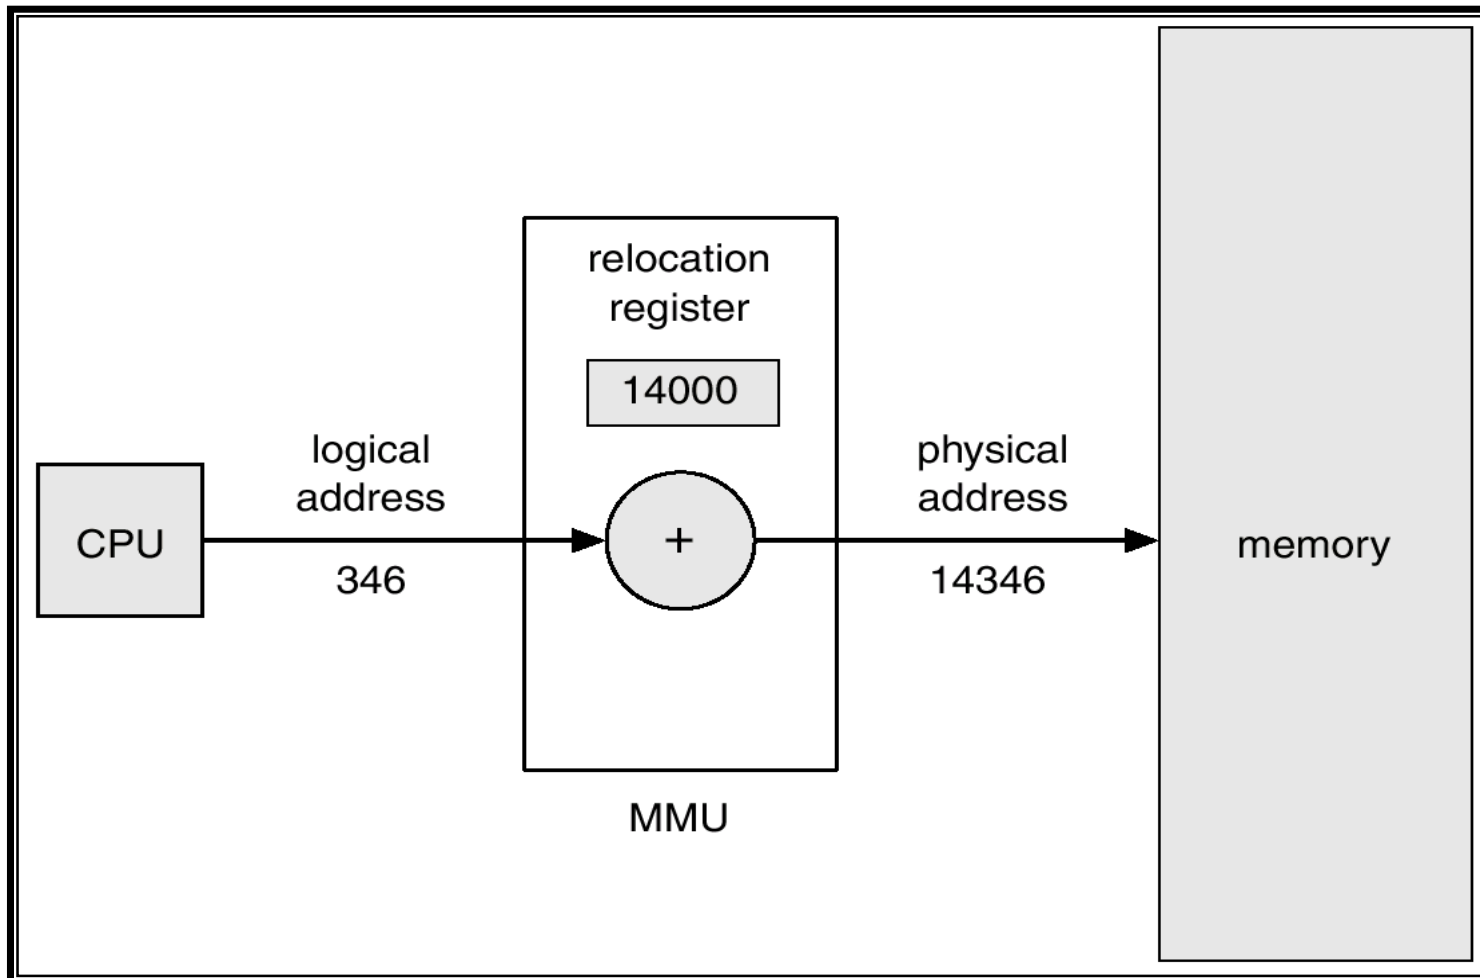 relocation
register
14000
logical
address
physical
address
CPU
+
memory
346
14346
MMU